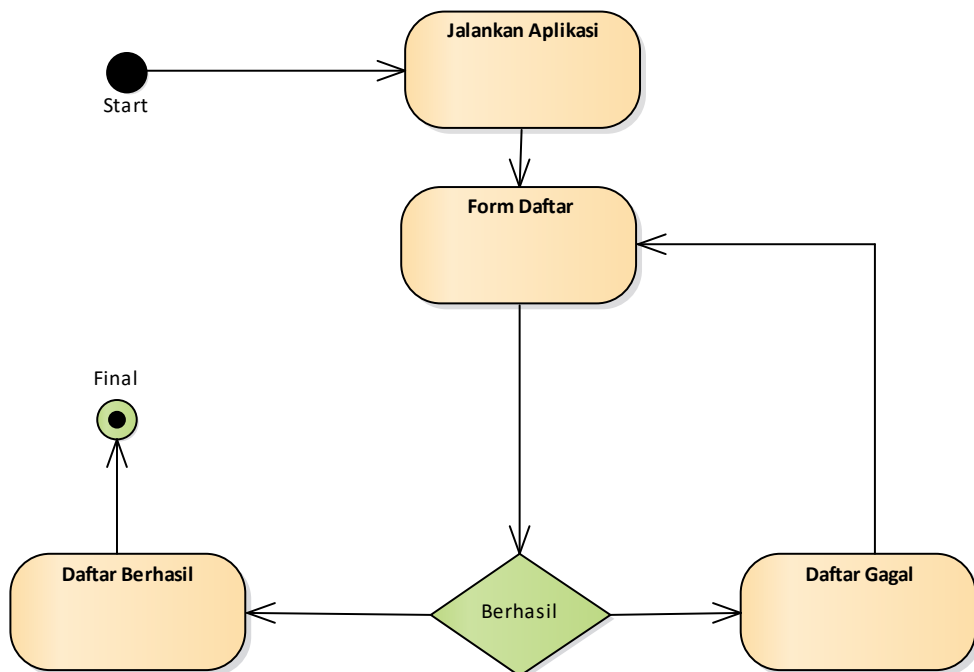 Jalankan Aplikasi
Start
Form Daftar
Final
Daftar Berhasil
Berhasil
Daftar Gagal